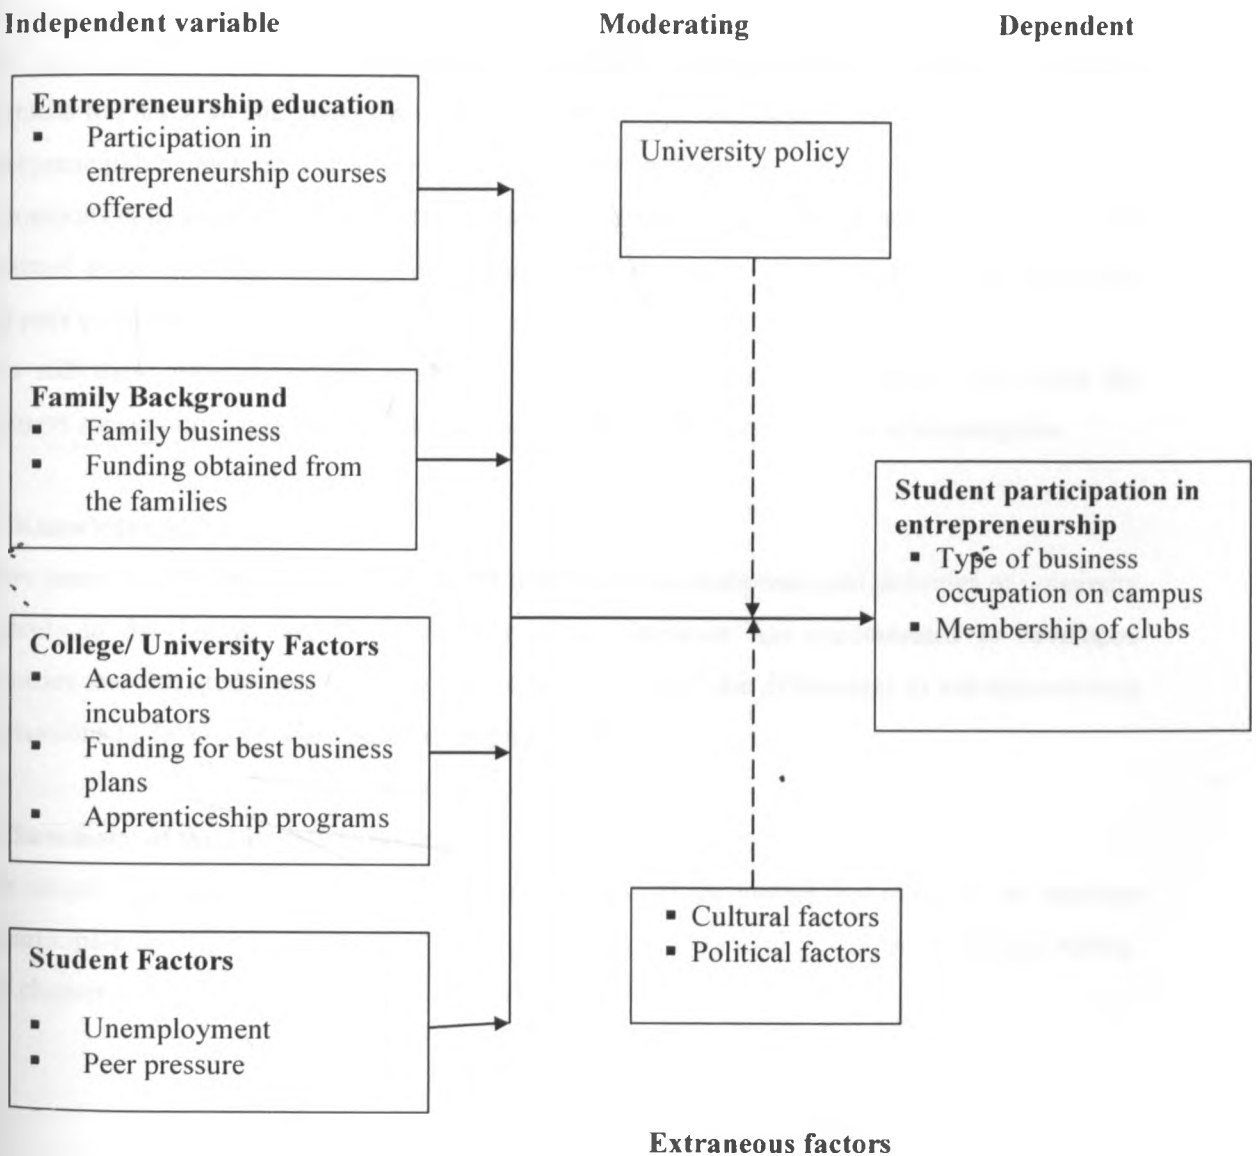 Independent variable
Moderating
Dependent
Entrepreneurship education
▪ Participation in
entrepreneurship courses
offered
University policy
Family Background
▪ Family business
▪ Funding obtained from
the families
Student participation in
entrepreneurship
▪ Type of business
occupation on campus
▪ Membership of clubs
College/ University Factors
▪ Academic business
incubators
▪ Funding for best business
plans
▪ Apprenticeship programs
▪ Cultural factors
▪ Political factors
Student Factors
▪ Unemployment
▪ Peer pressure
Extraneous factors